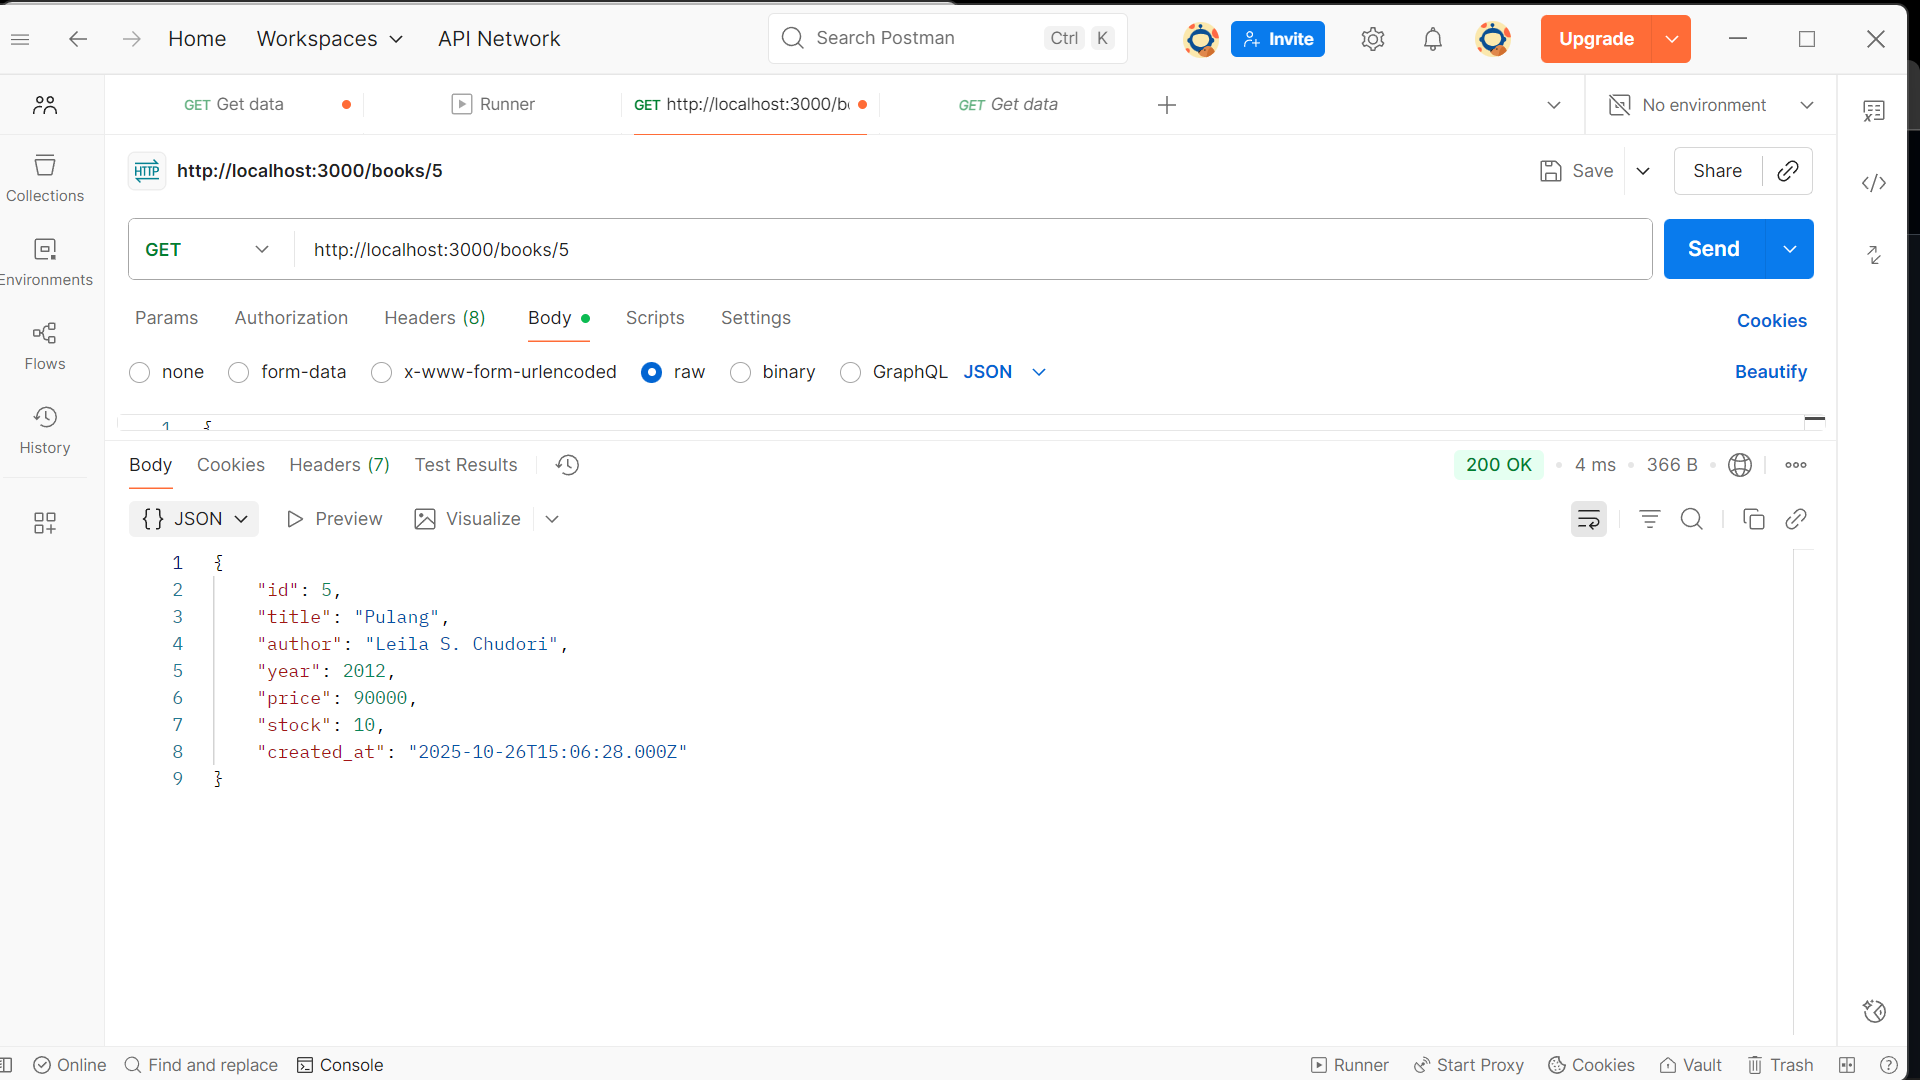 Home Workspaces API Network Search Postman Ctrl K Invite Upgrade
GET Get data Runner GET http://localhost:3000/b GET Get data No environment
HTTP http://localhost:3000/books/5 Save Share
GET http://localhost:3000/books/5 Send
Params Authorization Headers (8) Body Scripts Settings Cookies
none form-data x-www-form-urlencoded raw binary GraphQL JSON Beautify
1 {
Collections
Environments
Flows
History
Body Cookies Headers (7) Test Results 200 OK 4 ms 366 B
{} JSON Preview Visualize
1 {
2 "id": 5,
3 "title": "Pulang",
4 "author": "Leila S. Chudori",
5 "year": 2012,
6 "price": 90000,
7 "stock": 10,
8 "created_at": "2025-10-26T15:06:28.000Z"
9 }
Online Find and replace Console Runner Start Proxy Cookies Vault Trash